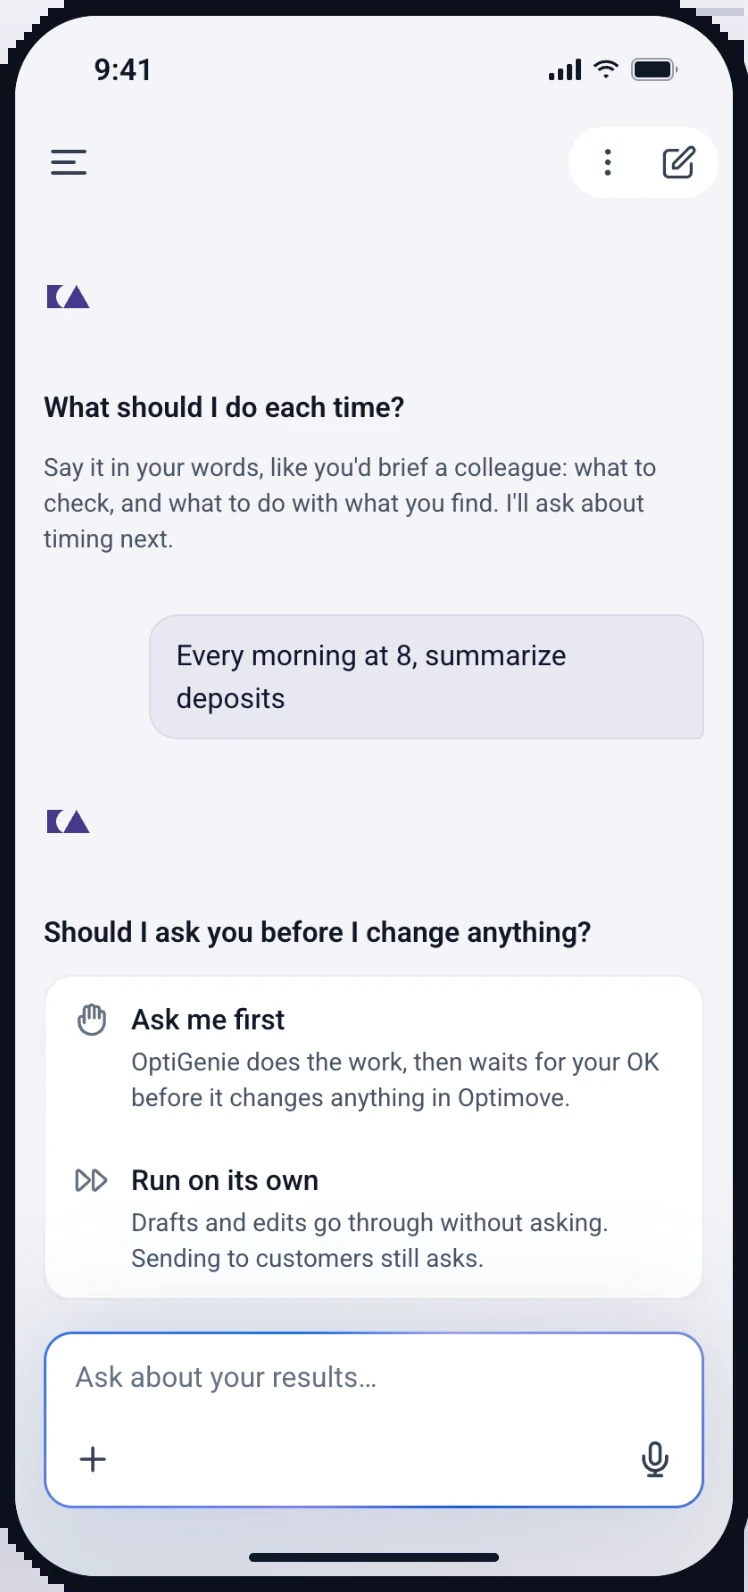 9:41
What should I do each time?
Say it in your words, like you'd brief a colleague: what to
check, and what to do with what you find. I'll ask about
timing next.
Every morning at 8, summarize
deposits
Should I ask you before I change anything?
Ask me first
OptiGenie does the work, then waits for your OK
before it changes anything in Optimove.
Run on its own
Drafts and edits go through without asking.
Sending to customers still asks.
Ask about your results…